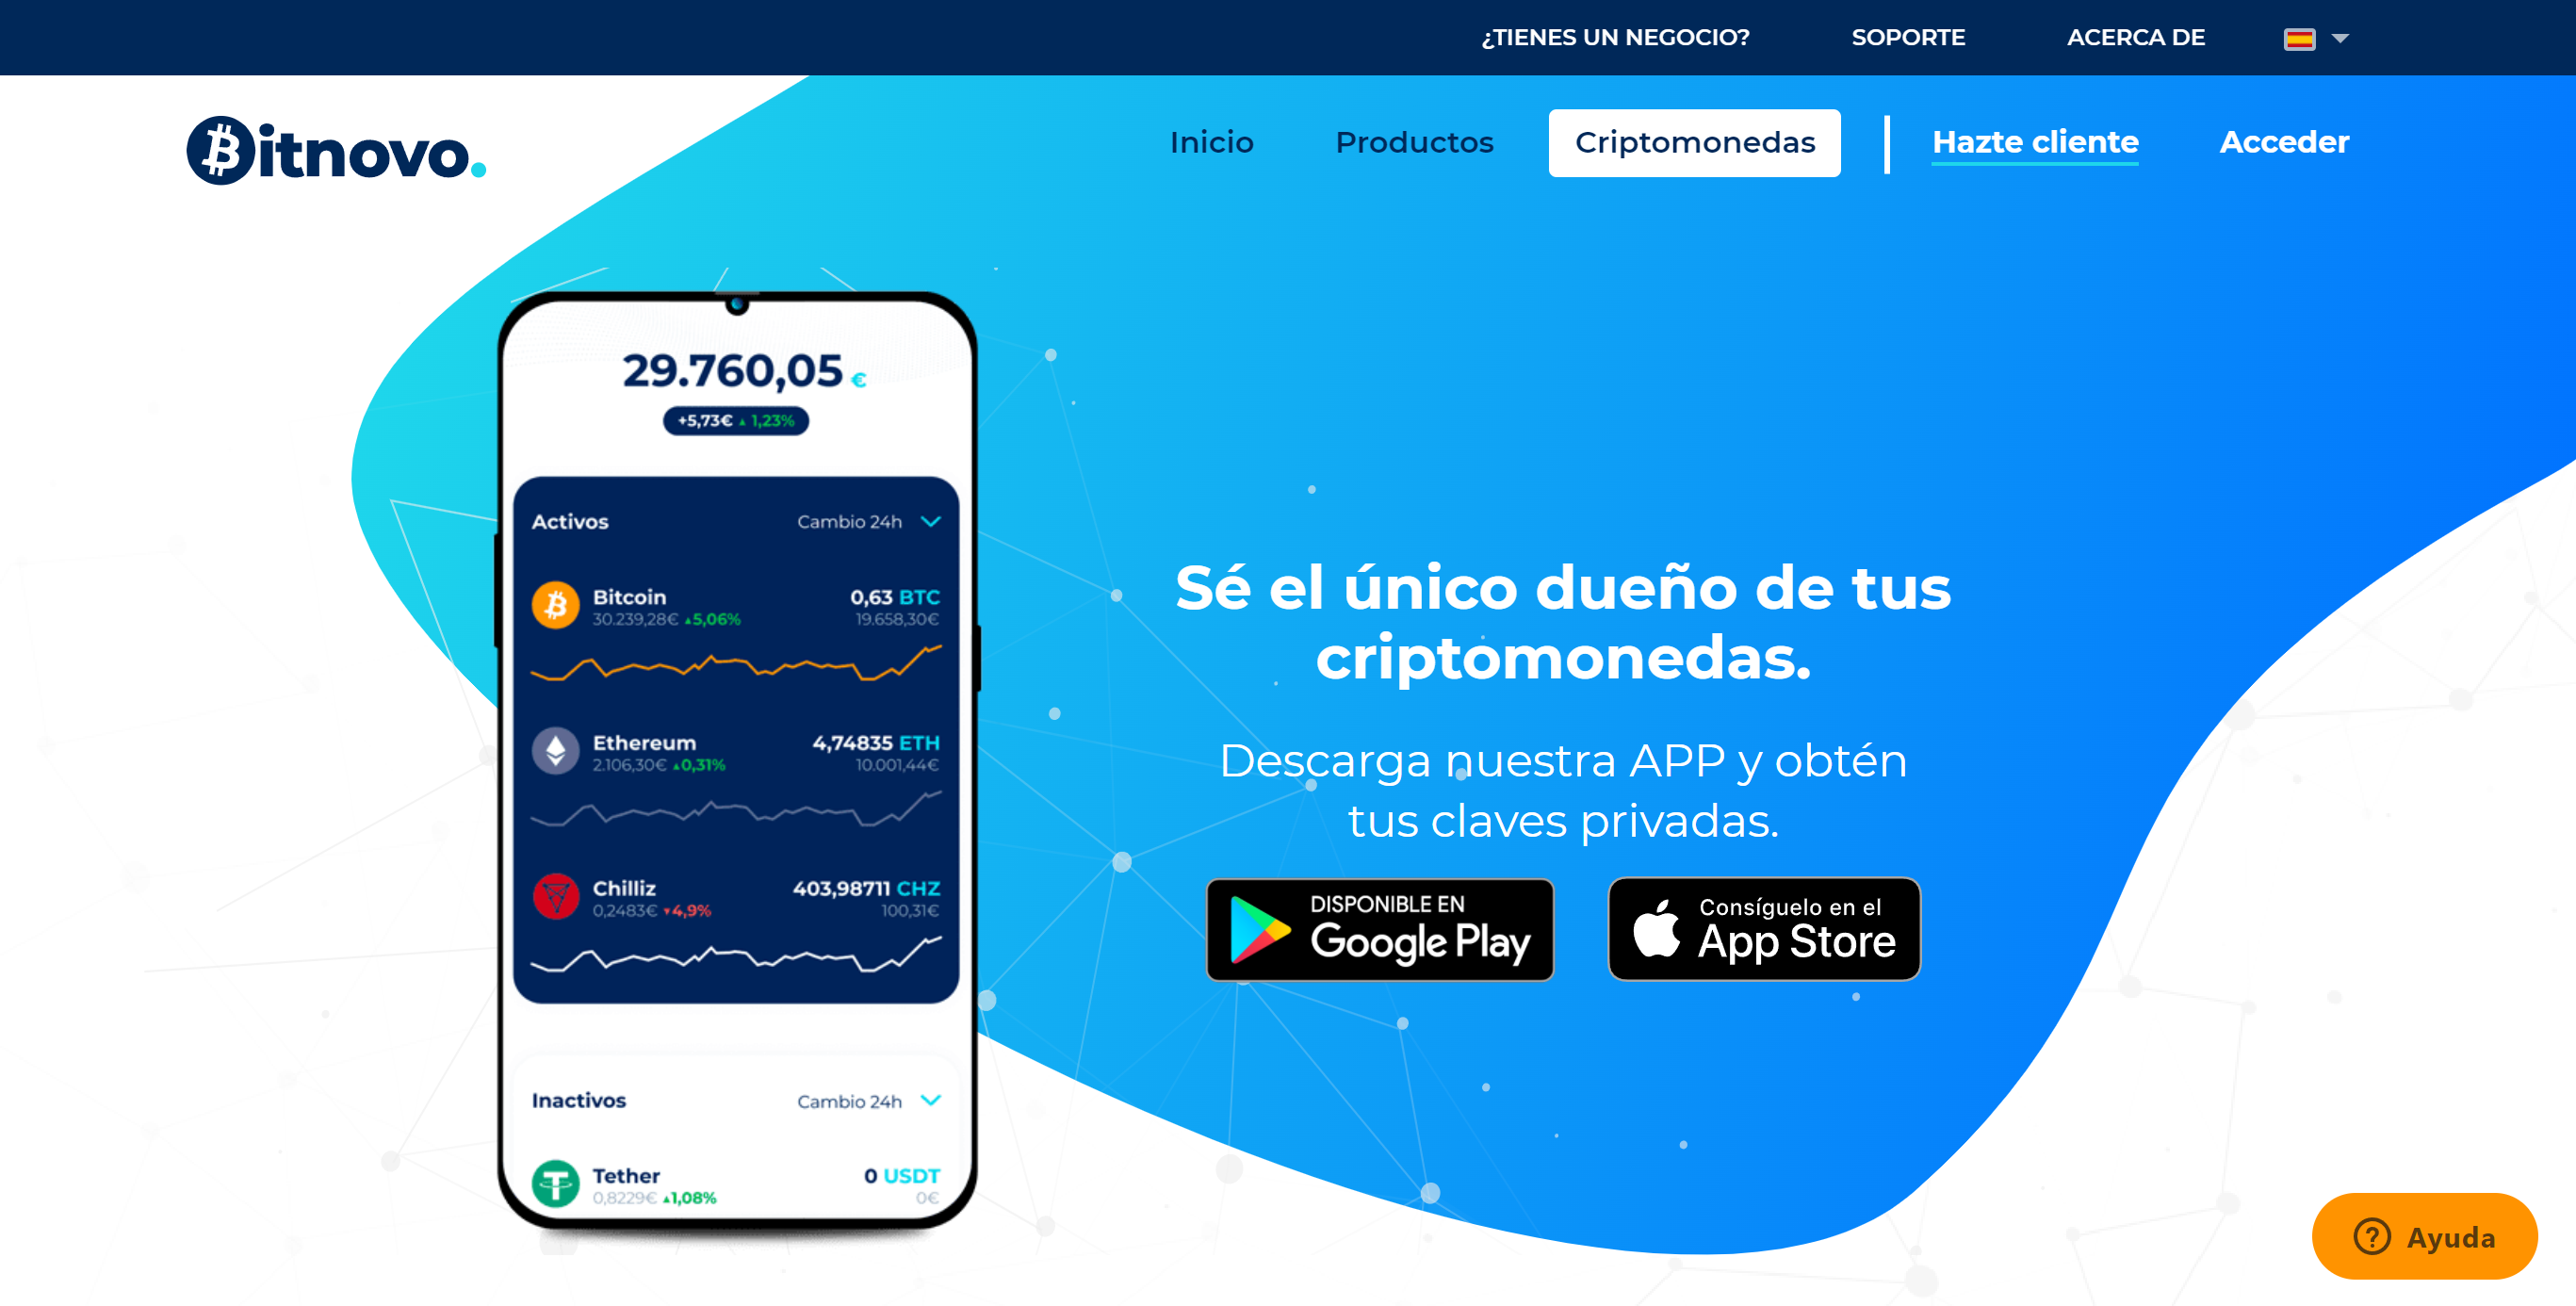 ¿TIENES UN NEGOCIO? SOPORTE ACERCA DE
Bitnovo. Inicio Productos Criptomonedas Hazte cliente Acceder
29.760,05 €
+5,73€ ▲ 1,23%
Activos Cambio 24h
Bitcoin 0,63 BTC
30.239,28€ ▲5,06% 19.658,30€
Ethereum 4,74835 ETH
2.106,30€ ▲0,31% 10.001,44€
Chilliz 403,98711 CHZ
0,2483€ ▼4,9% 100,31€
Inactivos Cambio 24h
Tether 0 USDT
0,8229€ ▲1,08% 0€
Sé el único dueño de tus
criptomonedas.
Descarga nuestra APP y obtén
tus claves privadas.
DISPONIBLE EN
Google Play
Consíguelo en el
App Store
Ayuda